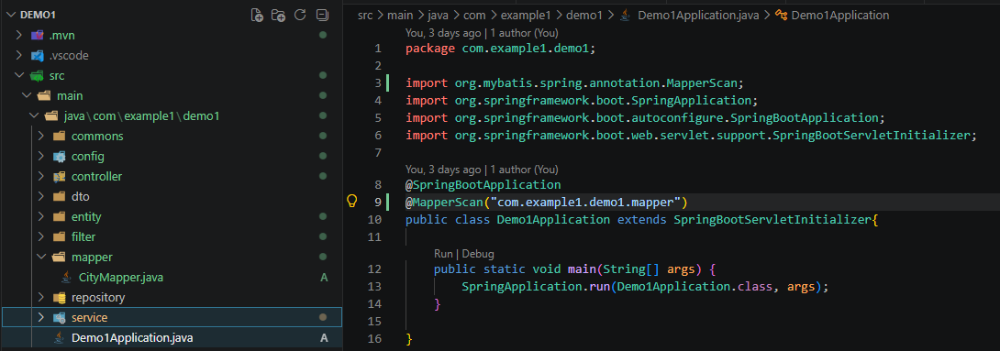 DEMO1
.mvn
.vscode
src
main
java\com\example1\demo1
commons
config
controller
dto
entity
filter
mapper
CityMapper.java A
repository
service
Demo1Application.java A
src > main > java > com > example1 > demo1 > Demo1Application.java > Demo1Application
You, 3 days ago | 1 author (You)
1 package com.example1.demo1;
2
3 import org.mybatis.spring.annotation.MapperScan;
4 import org.springframework.boot.SpringApplication;
5 import org.springframework.boot.autoconfigure.SpringBootApplication;
6 import org.springframework.boot.web.servlet.support.SpringBootServletInitializer;
7
You, 3 days ago | 1 author (You)
8 @SpringBootApplication
9 @MapperScan("com.example1.demo1.mapper")
10 public class Demo1Application extends SpringBootServletInitializer{
11
Run | Debug
12 public static void main(String[] args) {
13 SpringApplication.run(Demo1Application.class, args);
14 }
15
16 }